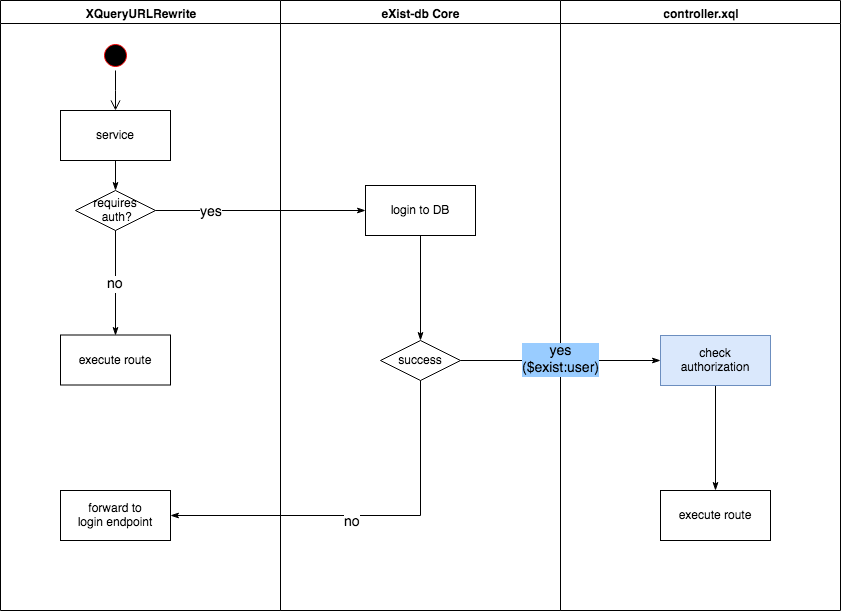 XQueryURLRewrite
eXist-db Core
controller.xql
service
requires
auth?
yes
login to DB
no
execute route
success
yes
($exist:user)
check
authorization
forward to
login endpoint
no
execute route